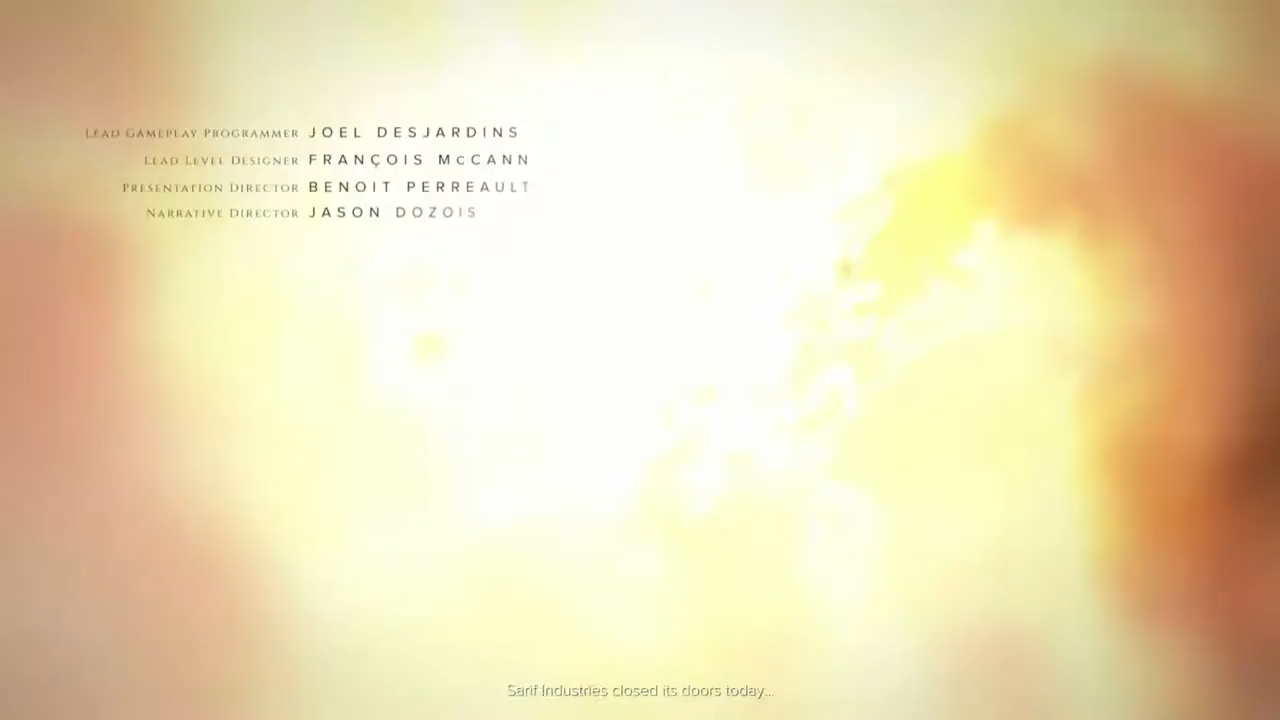 Lead Gameplay Programmer JOEL DESJARDINS
Lead Level Designer FRANÇOIS McCANN
Presentation Director BENOIT PERREAULT
Narrative Director JASON DOZOIS
Sarif Industries closed its doors today...